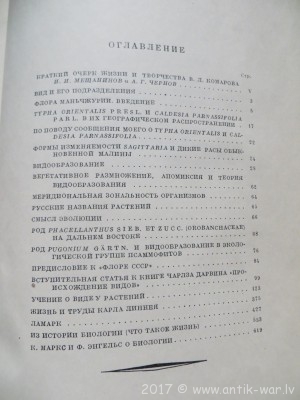 ОГЛАВЛЕНИЕ
Стр.
КРАТКИЙ ОЧЕРК ЖИЗНИ И ТВОРЧЕСТВА В. Л. КОМАРОВА
И. И. МЕЩАНИНОВ и А. Г. ЧЕРНОВ V
ВИД И ЕГО ПОДРАЗДЕЛЕНИЯ
ФЛОРА МАНЬЧЖУРИИ. ВВЕДЕНИЕ
TYPHA ORIENTALIS PRESL И CALDESIA PARNASSIFOLIA
PARL. В ИХ ГЕОГРАФИЧЕСКОМ РАСПРОСТРАНЕНИИ
ПО ПОВОДУ СООБЩЕНИЯ МОЕГО О TYPHA ORIENTALIS И CAL-
DESIA PARNASSIFOLIA
ФОРМЫ ИЗМЕНЯЕМОСТИ SAGITTARIA И ДИКИЕ РАСЫ ОБЫК-
НОВЕННОЙ МАЛИНЫ
ВИДООБРАЗОВАНИЕ
ВЕГЕТАТИВНОЕ РАЗМНОЖЕНИЕ, АПОМИКСИЯ И ТЕОРИЯ
ВИДООБРАЗОВАНИЯ
МЕРИДИОНАЛЬНАЯ ЗОНАЛЬНОСТЬ ОРГАНИЗМОВ
РУССКИЕ НАЗВАНИЯ РАСТЕНИЙ
СМЫСЛ ЭВОЛЮЦИИ
РОД PHACELLANTHUS SIEB. ET ZUCC. (OROBANCHACEAE)
НА ДАЛЬНЕМ ВОСТОКЕ
РОД PUGIONIUM GÄRTN. И ВИДООБРАЗОВАНИЕ В ЭКОЛО-
ГИЧЕСКОЙ ГРУППЕ ПСАММОФИТОВ
ПРЕДИСЛОВИЕ К «ФЛОРЕ СССР»
ВСТУПИТЕЛЬНАЯ СТАТЬЯ К КНИГЕ ЧАРЛЗА ДАРВИНА «ПРО-
ИСХОЖДЕНИЕ ВИДОВ»
УЧЕНИЕ О ВИДЕ У РАСТЕНИЙ
ЖИЗНЬ И ТРУДЫ КАРЛА ЛИННЕЯ 377
ЛАМАРК
ИЗ ИСТОРИИ БИОЛОГИИ (ЧТО ТАКОЕ ЖИЗНЬ)
К. МАРКС И Ф. ЭНГЕЛЬС О БИОЛОГИИ
2017 © www.antik-war.lv